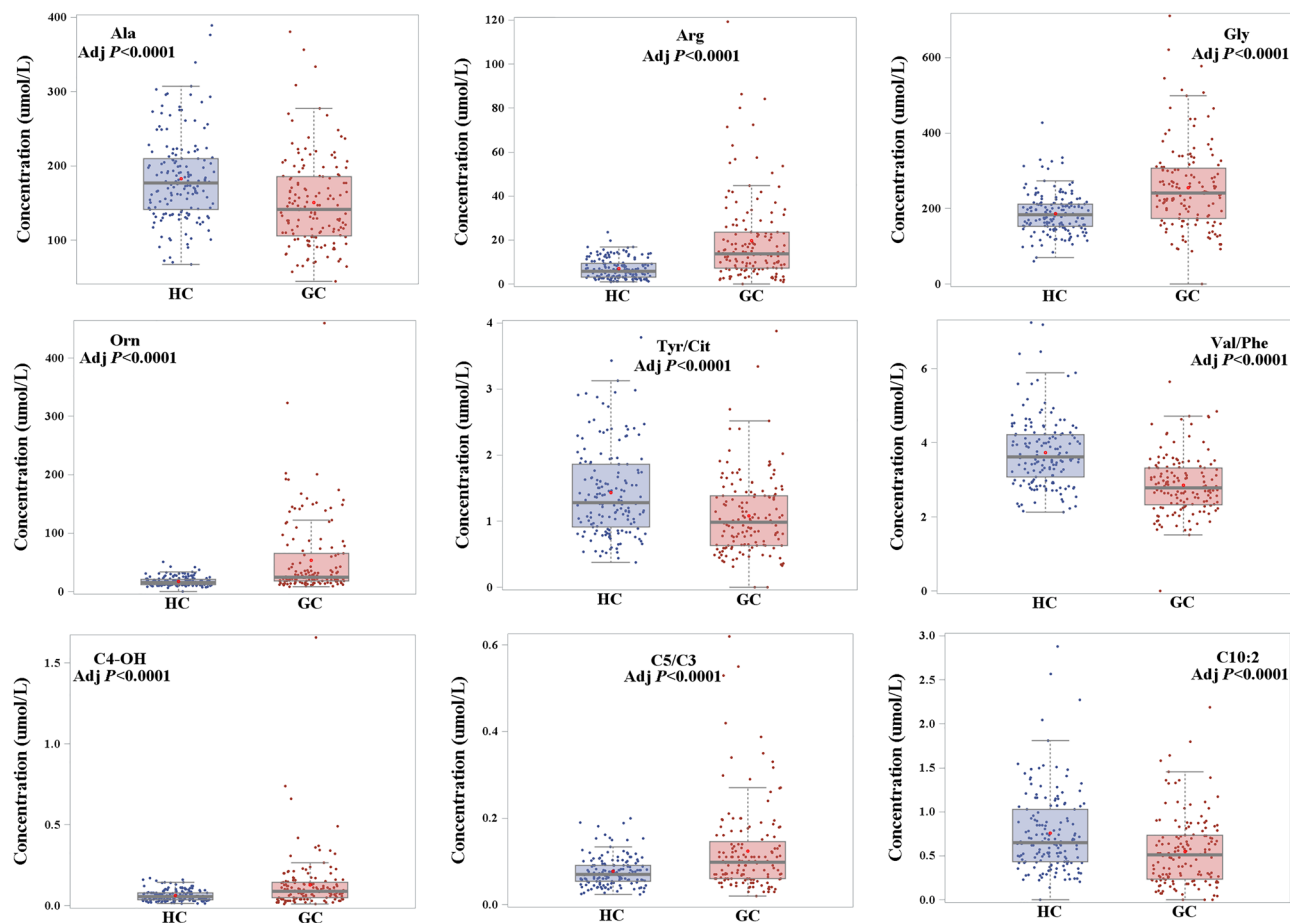 Ala
Adj P<0.0001
Concentration (umol/L)
400
300
200
100
HC
GC
Arg
Adj P<0.0001
Concentration (umol/L)
120
100
80
60
40
20
0
HC
GC
Gly
Adj P<0.0001
Concentration (umol/L)
600
400
200
0
HC
GC
Orn
Adj P<0.0001
Concentration (umol/L)
400
300
200
100
0
HC
GC
Tyr/Cit
Adj P<0.0001
Concentration (umol/L)
4
3
2
1
0
HC
GC
Val/Phe
Adj P<0.0001
Concentration (umol/L)
6
4
2
0
HC
GC
C4-OH
Adj P<0.0001
Concentration (umol/L)
1.5
1.0
0.5
0.0
HC
GC
C5/C3
Adj P<0.0001
Concentration (umol/L)
0.6
0.4
0.2
0.0
HC
GC
C10:2
Adj P<0.0001
Concentration (umol/L)
3.0
2.5
2.0
1.5
1.0
0.5
0.0
HC
GC